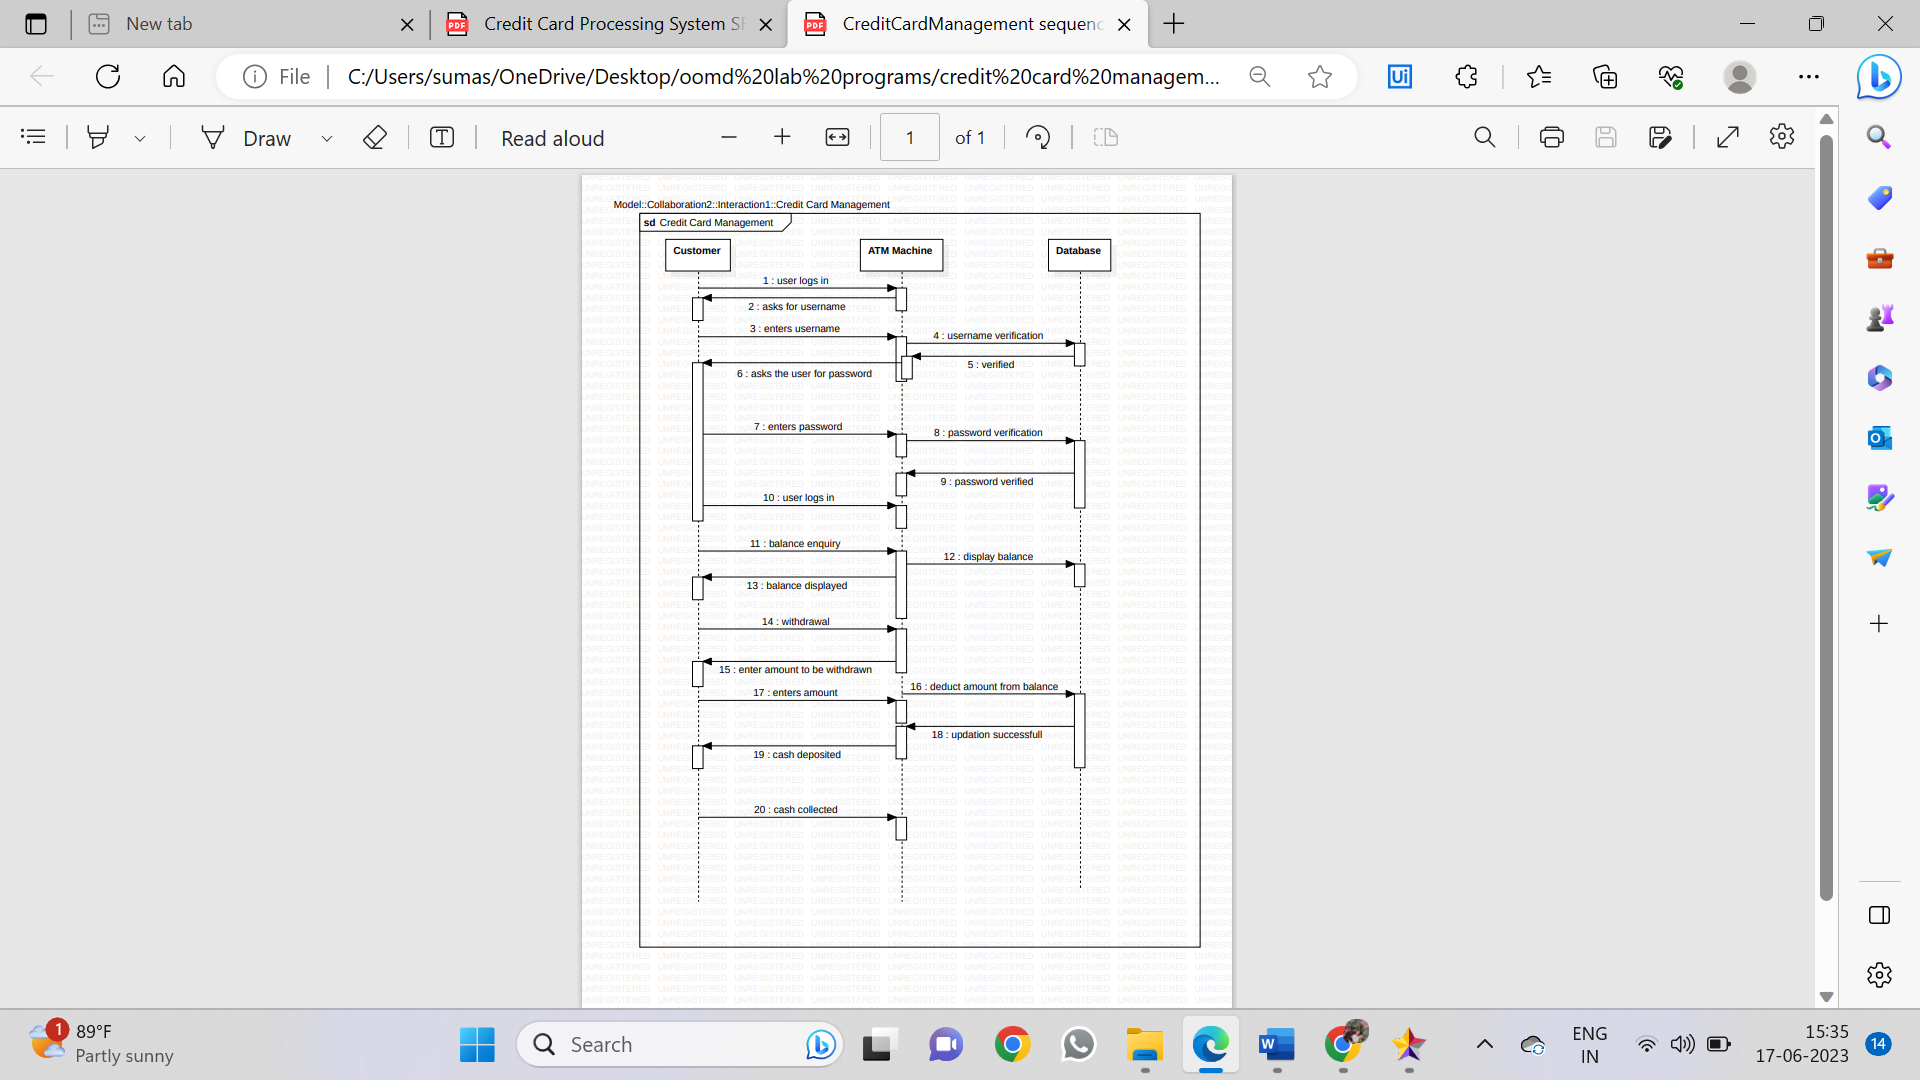 New tab
Credit Card Processing System S
CreditCardManagement sequenc
File
C:/Users/sumas/OneDrive/Desktop/oomd%20lab%20programs/credit%20card%20managem...
Draw
Read aloud
1
of 1
Model::Collaboration2::Interaction1::Credit Card Management
sd Credit Card Management
Customer
ATM Machine
Database
1 : user logs in
2 : asks for username
3 : enters username
4 : username verification
5 : verified
6 : asks the user for password
7 : enters password
8 : password verification
9 : password verified
10 : user logs in
11 : balance enquiry
12 : display balance
13 : balance displayed
14 : withdrawal
15 : enter amount to be withdrawn
16 : deduct amount from balance
17 : enters amount
18 : updation successfull
19 : cash deposited
20 : cash collected
UNREGISTERED
1
89°F
Partly sunny
Search
ENG
IN
15:35
17-06-2023
14